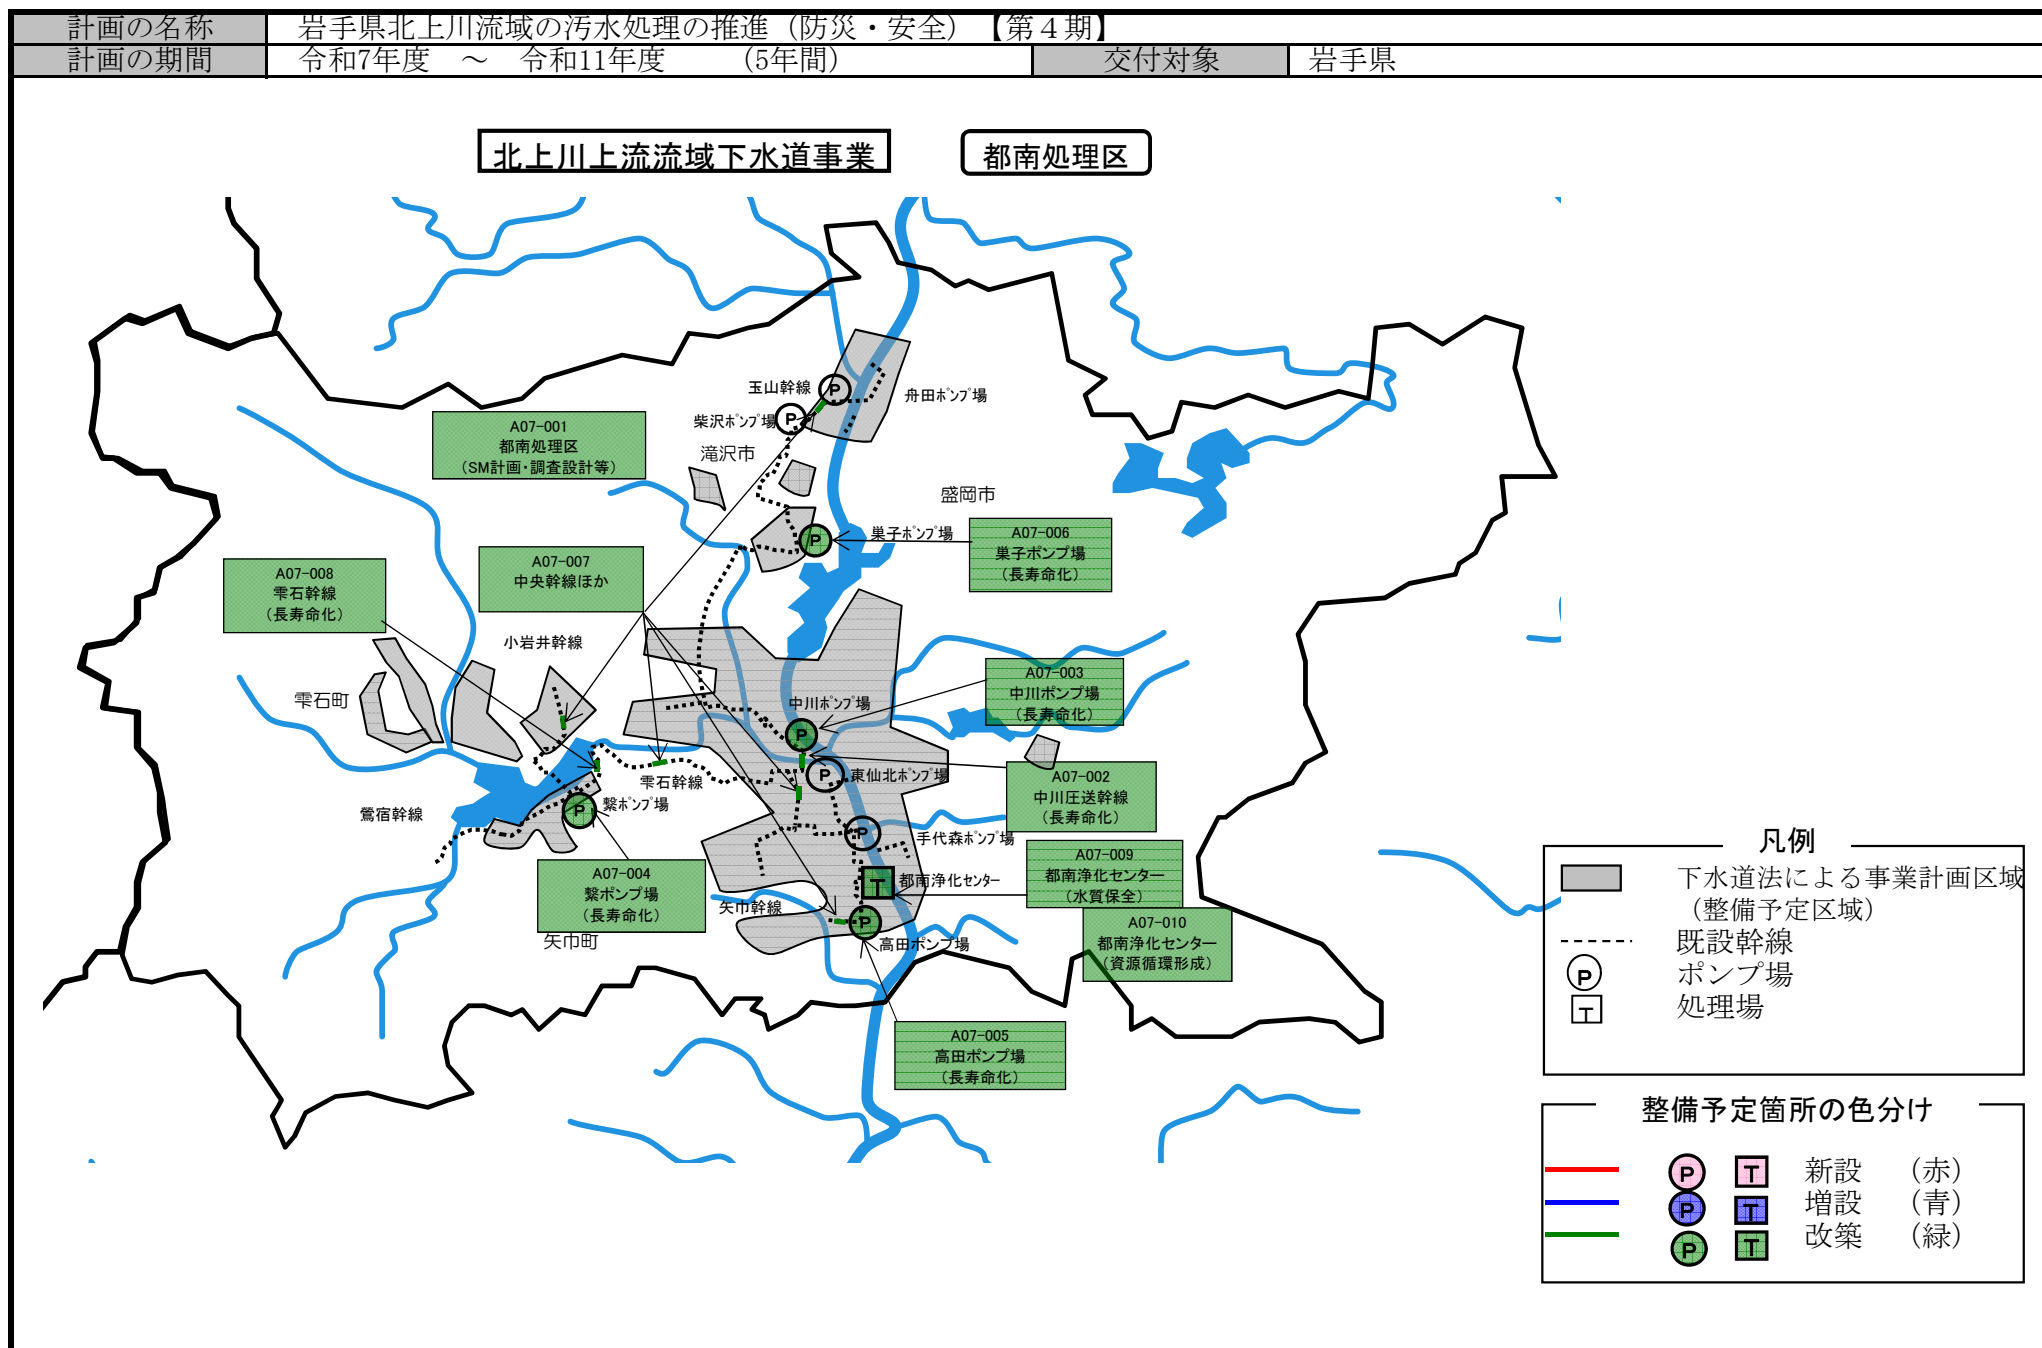 計画の名称 岩手県北上川流域の汚水処理の推進（防災・安全）【第４期】
計画の期間 令和7年度 ～ 令和11年度 （5年間） 交付対象 岩手県
北上川上流流域下水道事業 都南処理区
玉山幹線
舟田ポンプ場
柴沢ポンプ場
A07-001
都南処理区
（SM計画・調査設計等）
滝沢市
盛岡市
巣子ポンプ場
A07-006
巣子ポンプ場
（長寿命化）
A07-007
中央幹線ほか
A07-008
雫石幹線
（長寿命化）
小岩井幹線
雫石町
A07-003
中川ポンプ場
（長寿命化）
中川ポンプ場
東仙北ポンプ場
雫石幹線
A07-002
中川圧送幹線
（長寿命化）
繋ポンプ場
鶯宿幹線
手代森ポンプ場
A07-009
都南浄化センター
（水質保全）
A07-004
繋ポンプ場
（長寿命化）
都南浄化センター
矢巾幹線
A07-010
都南浄化センター
（資源循環形成）
矢巾町
高田ポンプ場
A07-005
高田ポンプ場
（長寿命化）
P
P
P
P
P
P
P
T
P
凡例
下水道法による事業計画区域
（整備予定区域）
既設幹線
P ポンプ場
T 処理場
整備予定箇所の色分け
P T 新設 （赤）
P T 増設 （青）
P T 改築 （緑）